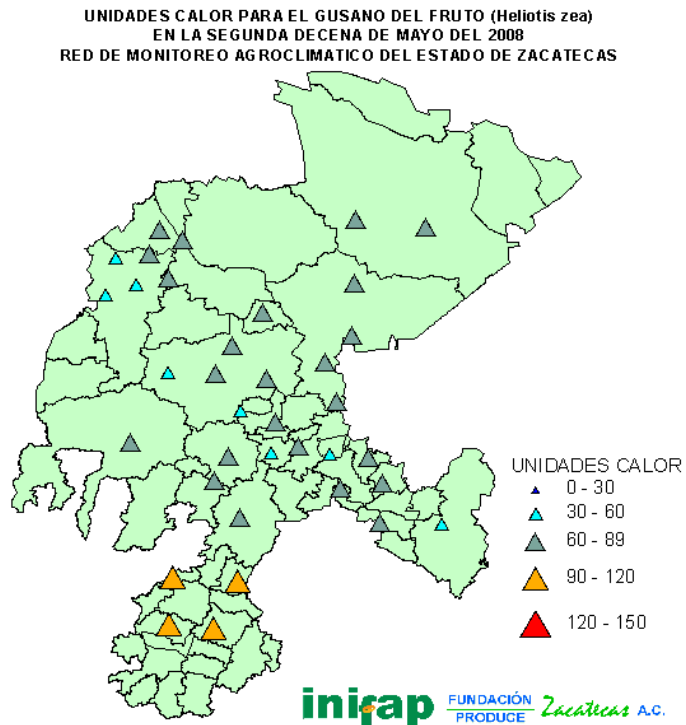 UNIDADES CALOR PARA EL GUSANO DEL FRUTO (Heliotis zea)
EN LA SEGUNDA DECENA DE MAYO DEL 2008
RED DE MONITOREO AGROCLIMATICO DEL ESTADO DE ZACATECAS
UNIDADES CALOR
0 - 30
30 - 60
60 - 89
90 - 120
120 - 150
inifap FUNDACIÓN PRODUCE Zacatecas A.C.